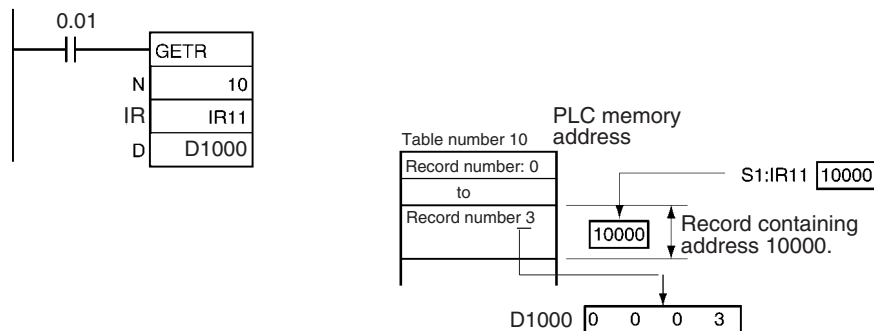 0.01
GETR
N 10
IR IR11
D D1000
PLC memory
address
Table number 10
Record number: 0
to
Record number 3
S1:IR11 10000
10000
Record containing
address 10000.
D1000 0 0 0 3